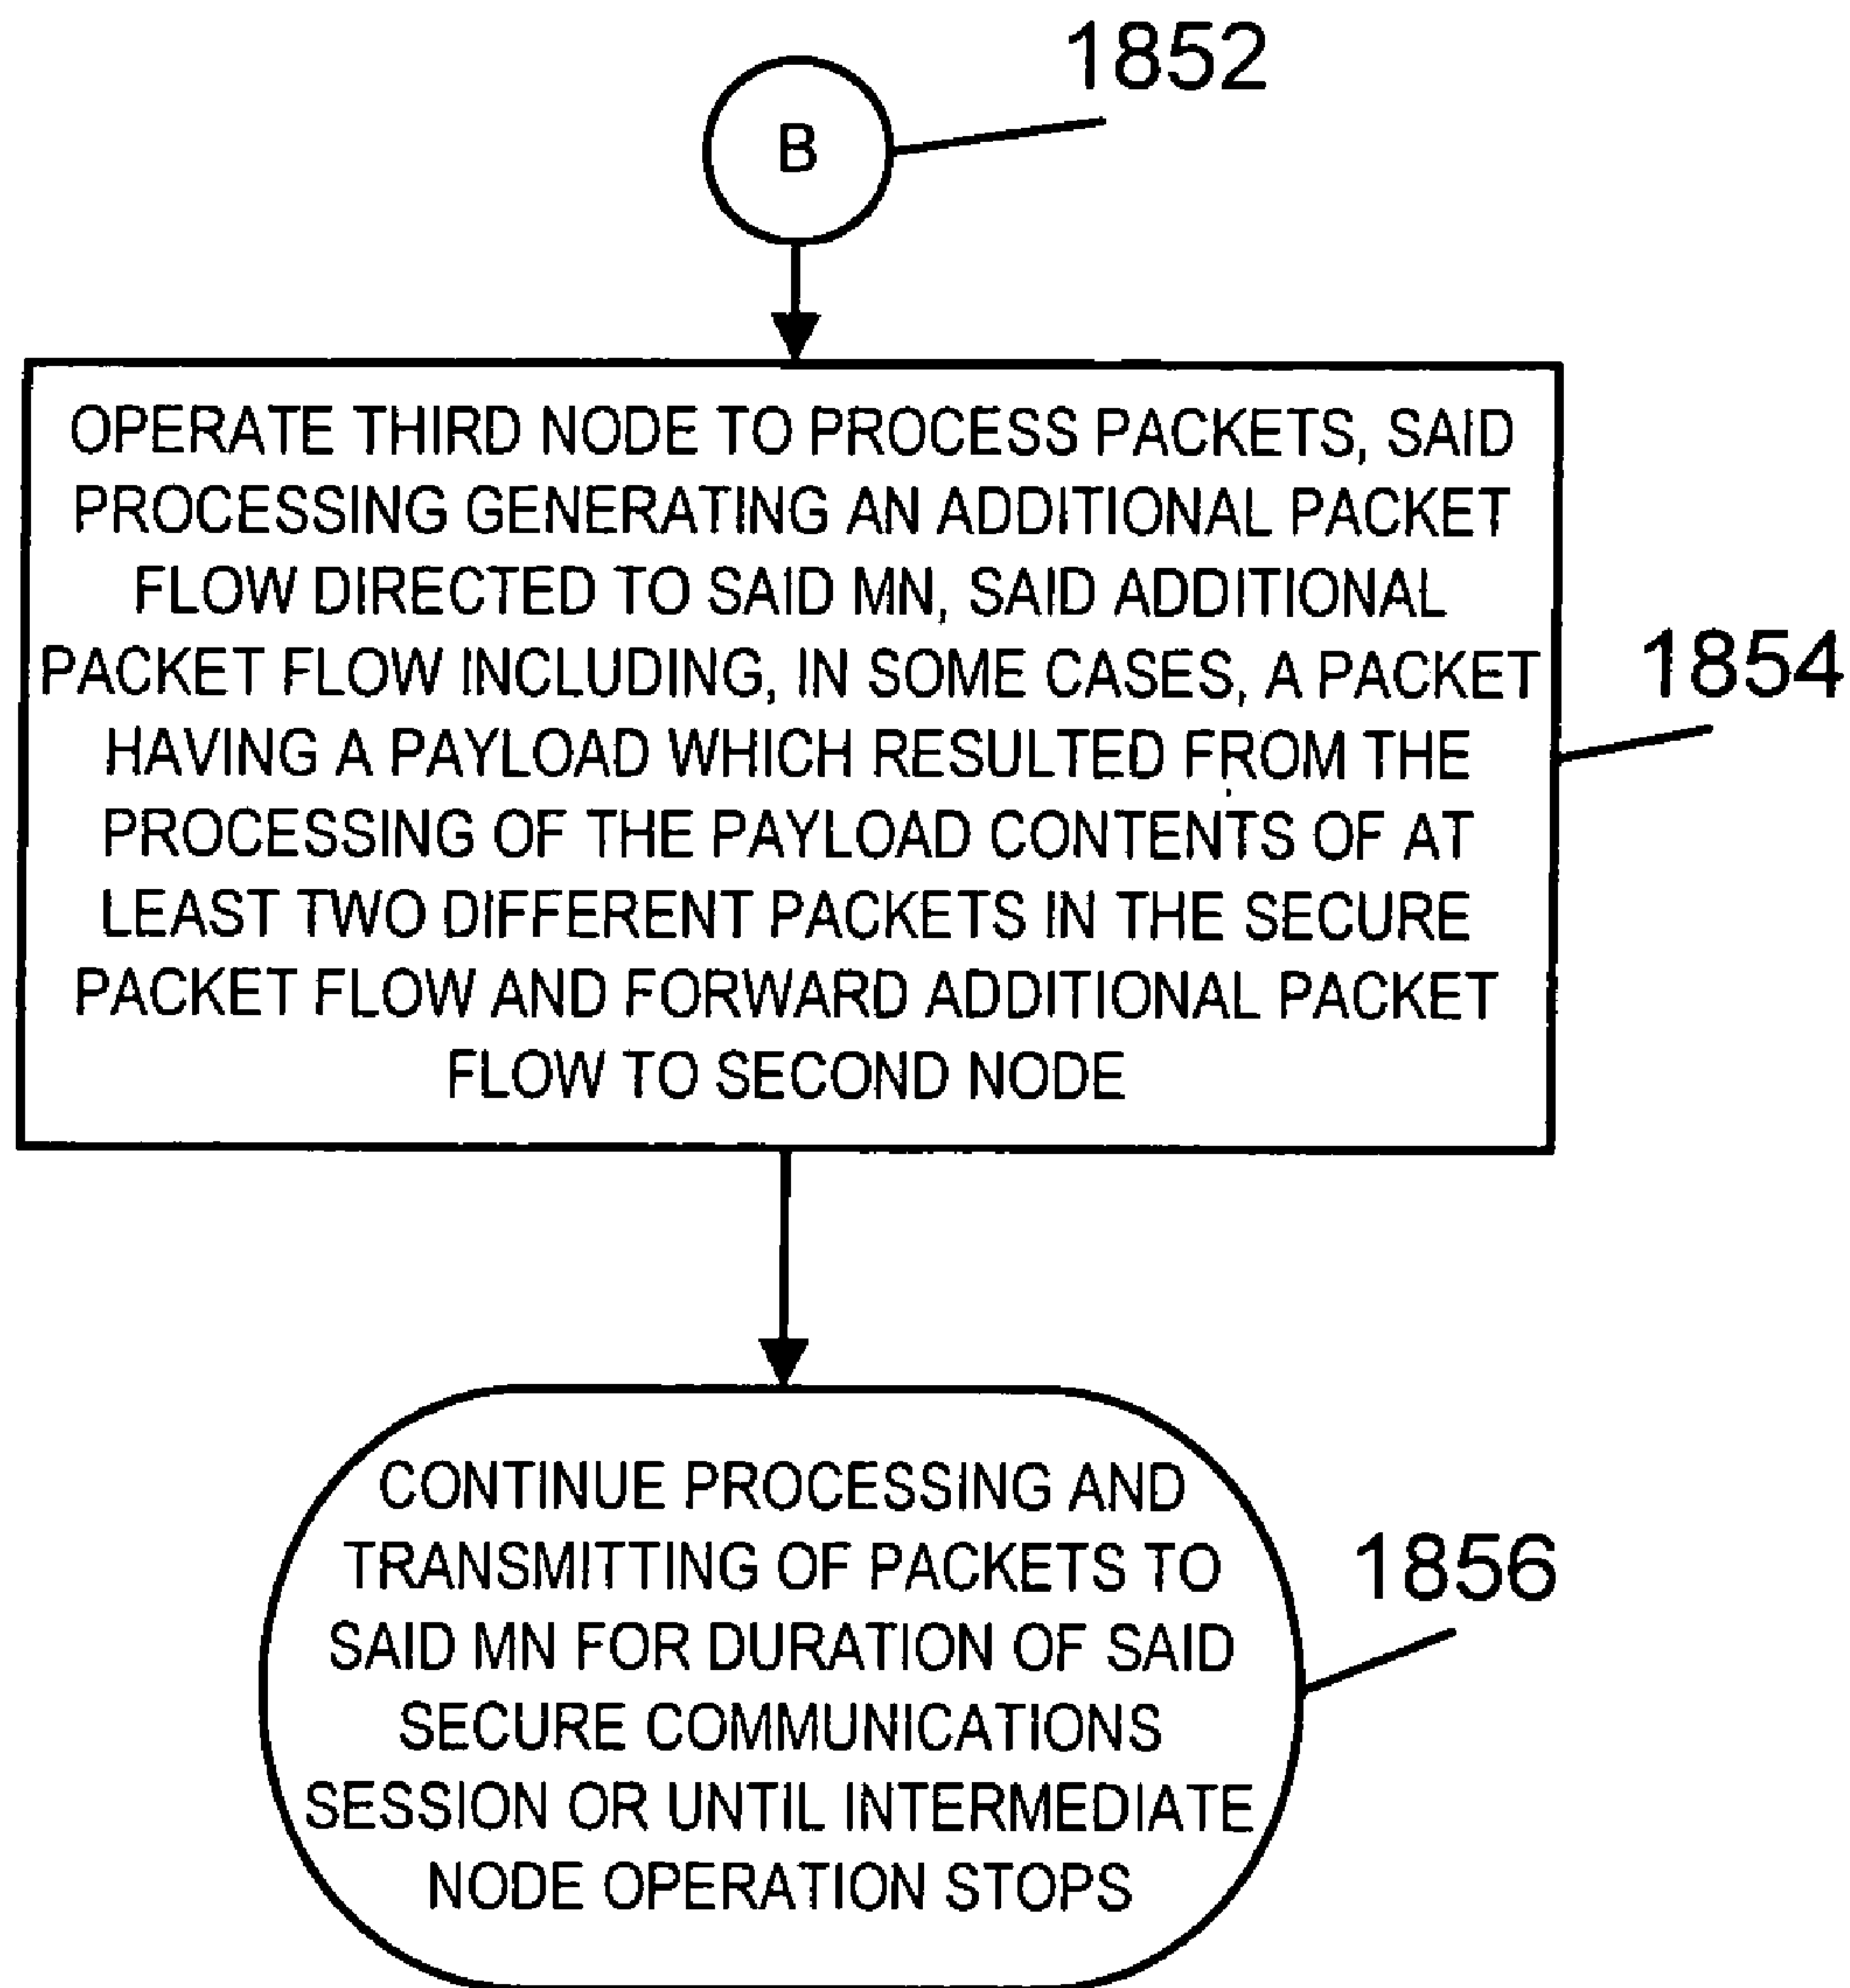 1852
B
OPERATE THIRD NODE TO PROCESS PACKETS, SAID
PROCESSING GENERATING AN ADDITIONAL PACKET
FLOW DIRECTED TO SAID MN, SAID ADDITIONAL
PACKET FLOW INCLUDING, IN SOME CASES, A PACKET
HAVING A PAYLOAD WHICH RESULTED FROM THE
PROCESSING OF THE PAYLOAD CONTENTS OF AT
LEAST TWO DIFFERENT PACKETS IN THE SECURE
PACKET FLOW AND FORWARD ADDITIONAL PACKET
FLOW TO SECOND NODE
1854
CONTINUE PROCESSING AND
TRANSMITTING OF PACKETS TO
SAID MN FOR DURATION OF SAID
SECURE COMMUNICATIONS
SESSION OR UNTIL INTERMEDIATE
NODE OPERATION STOPS
1856